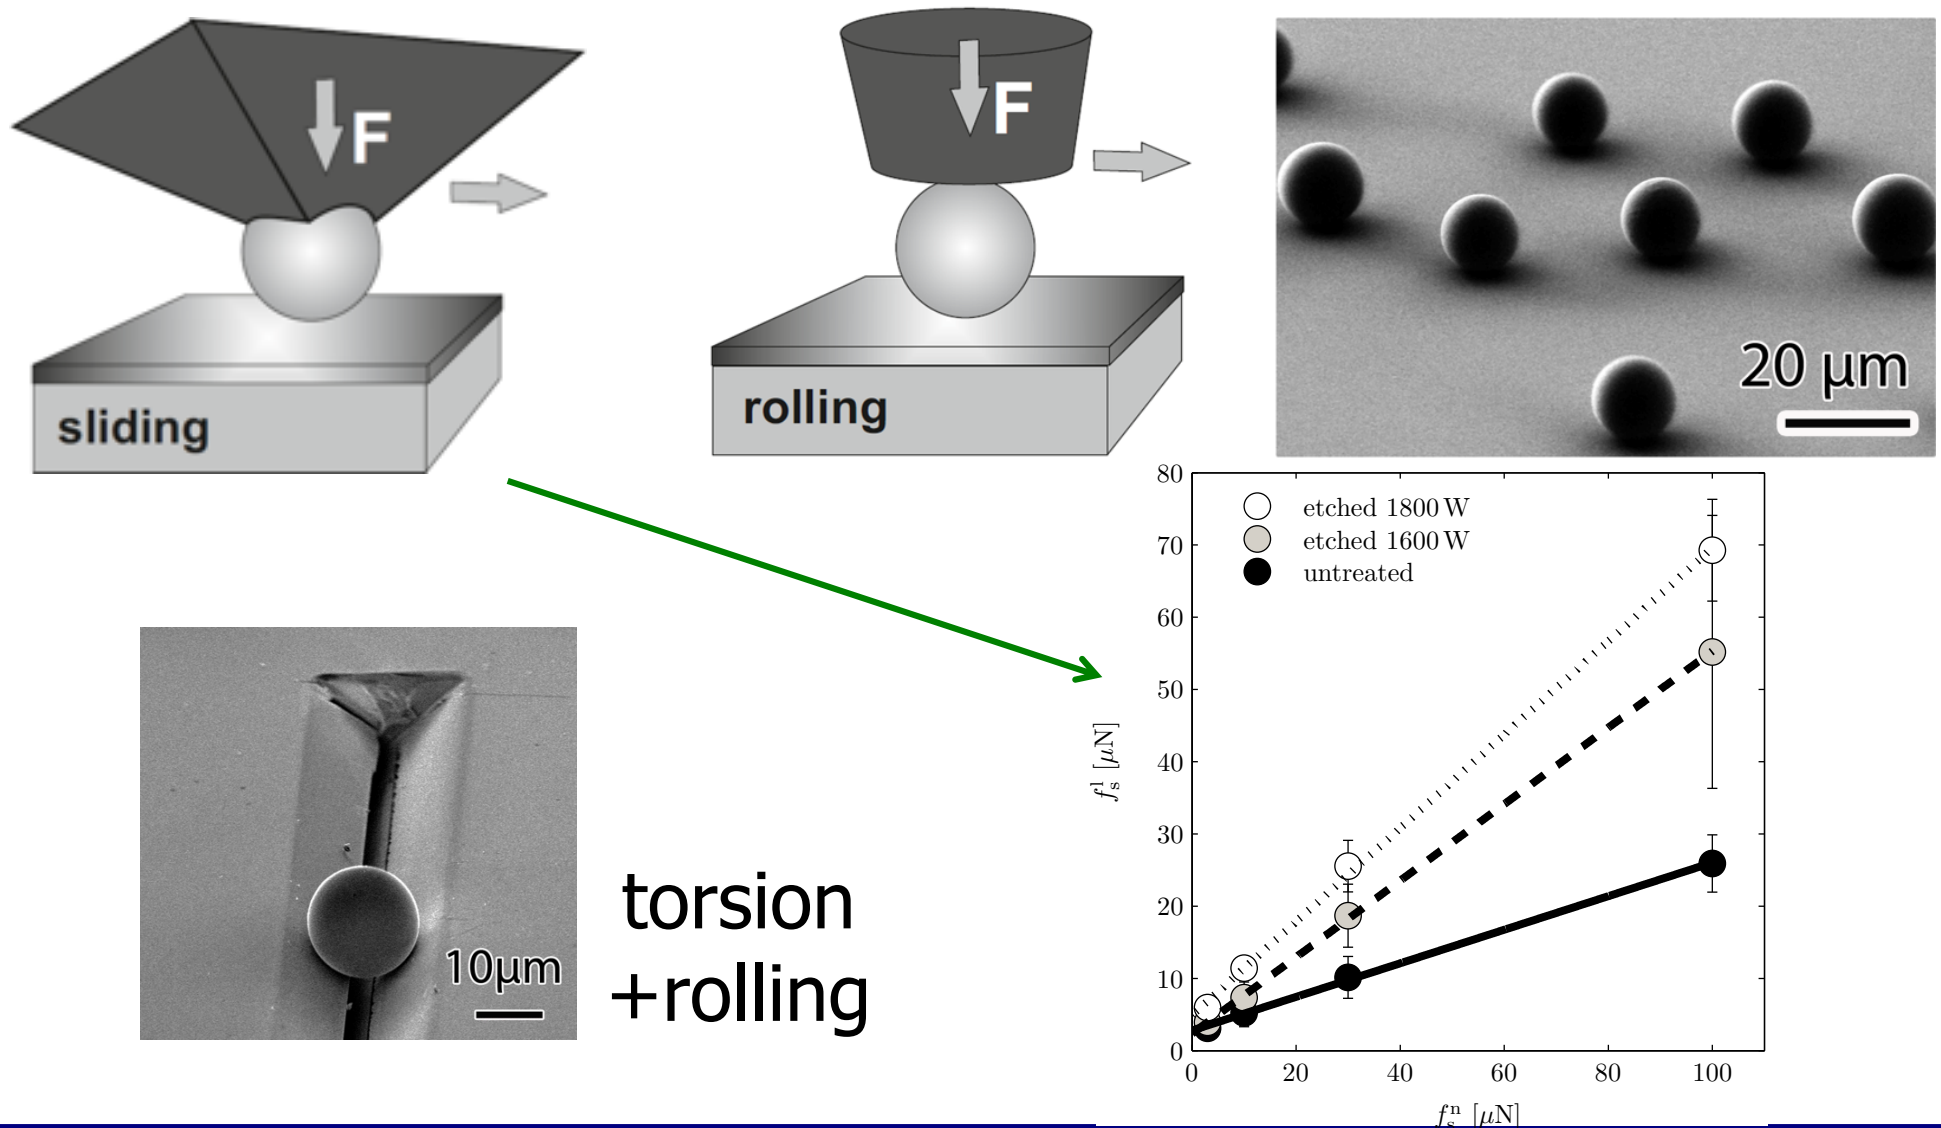 F
sliding
F
rolling
20 μm
80
70
60
50
40
30
20
10
0
etched 1800 W
etched 1600 W
untreated
f_s^l [μN]
0 20 40 60 80 100
f_s^n [μN]
10μm
torsion
+rolling